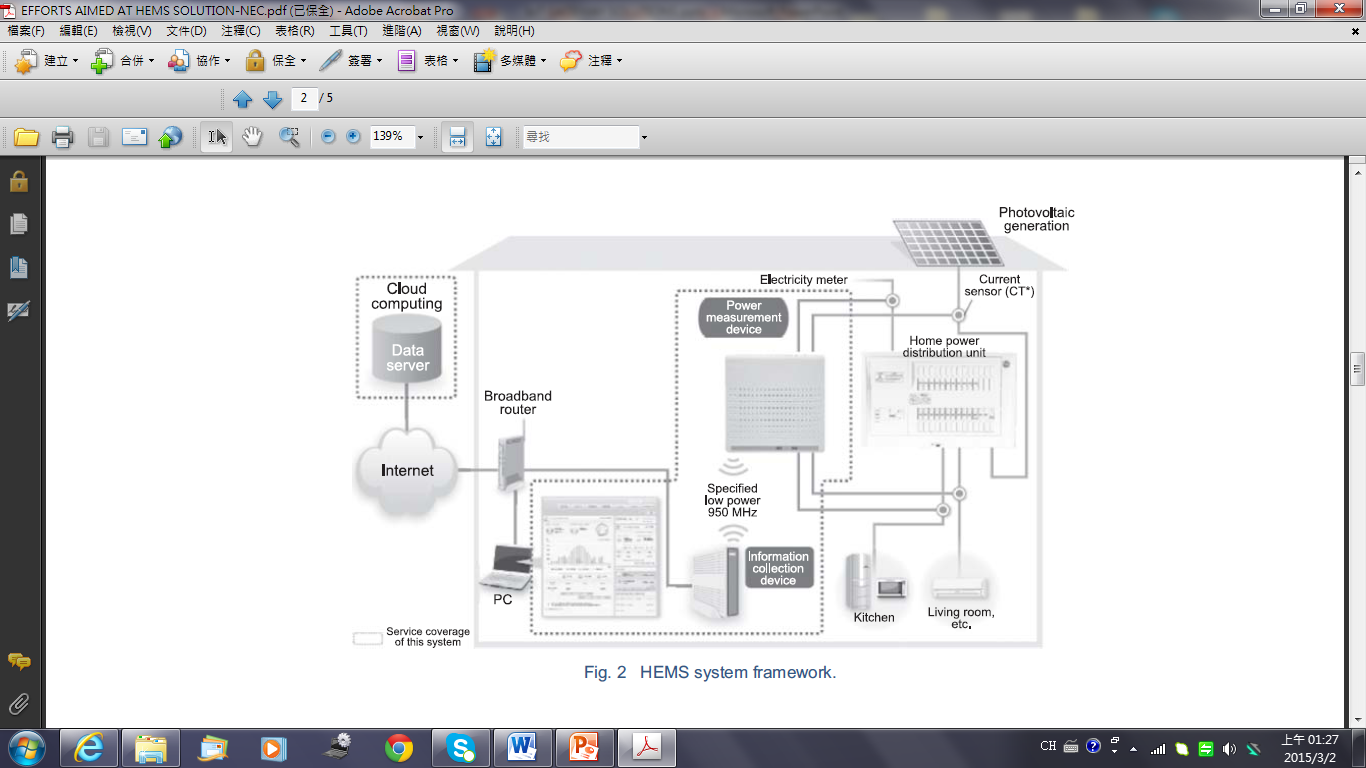 EFFORTS AIMED AT HEMS SOLUTION-NEC.pdf (已保全) - Adobe Acrobat Pro
檔案(F) 編輯(E) 檢視(V) 文件(D) 注釋(C) 表格(R) 工具(T) 進階(A) 視窗(W) 說明(H)
建立 合併 協作 保全 簽署 表格 多媒體 注釋
2 / 5
139% 尋找
Photovoltaic
generation
Electricity meter
Current
sensor (CT*)
Cloud
computing
Data
server
Power
measurement
device
Home power
distribution unit
Broadband
router
Internet
Specified
low power
950 MHz
Information
collection
device
PC
Kitchen
Living room,
etc.
Service coverage
of this system
Fig. 2 HEMS system framework.
CH
上午 01:27
2015/3/2